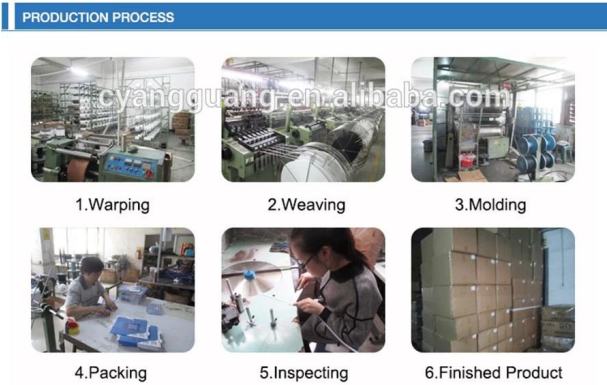 PRODUCTION PROCESS
cyangguang.en.alibaba.com
1.Warping
2.Weaving
3.Molding
4.Packing
5.Inspecting
6.Finished Product